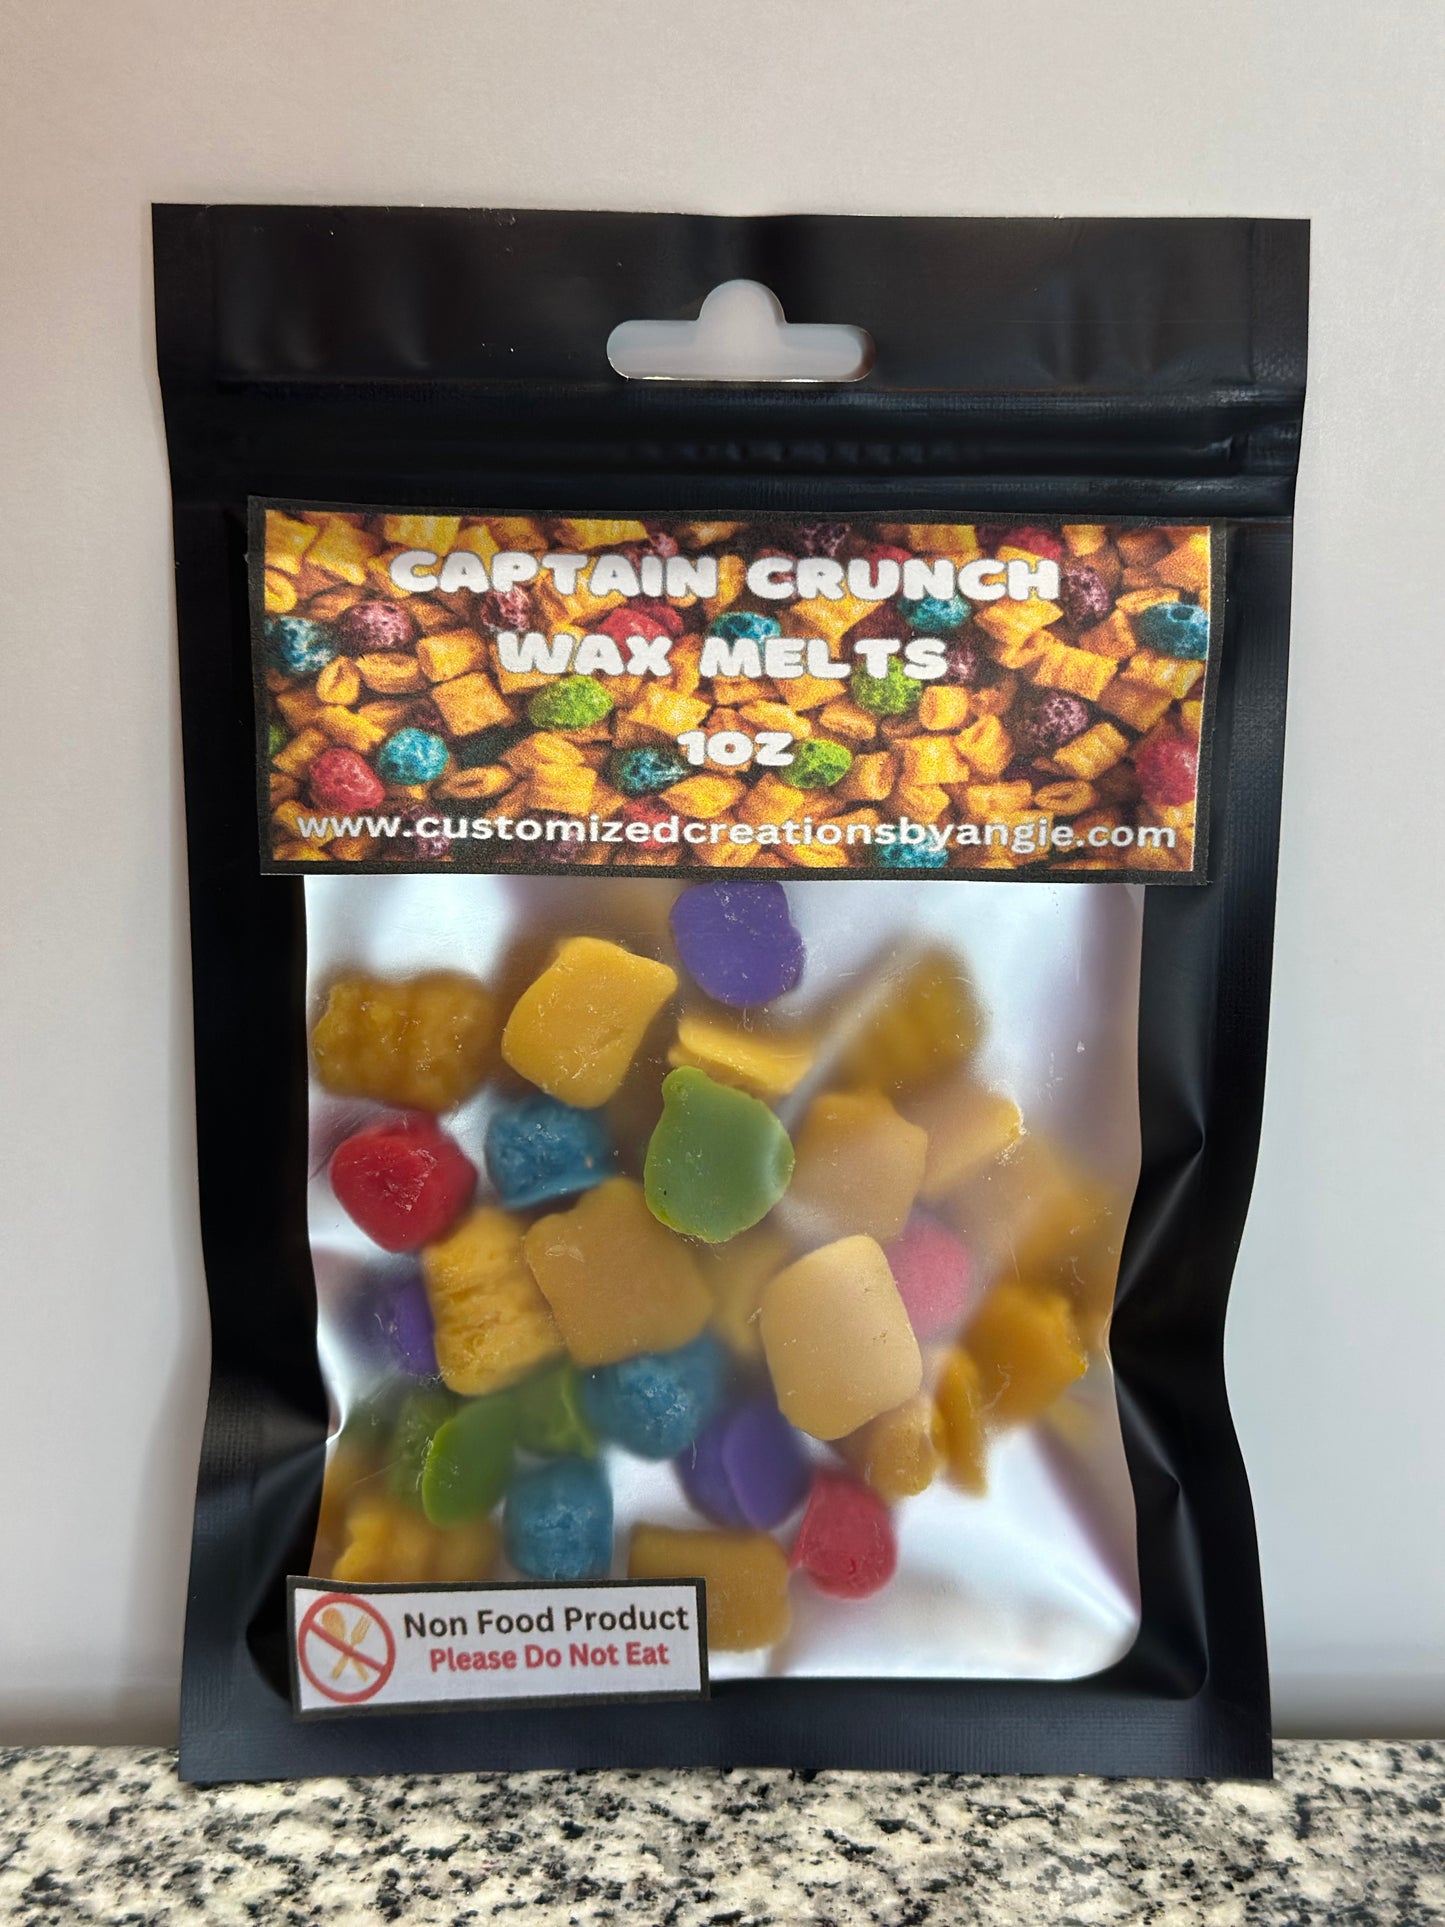 CAPTAIN CRUNCH
WAX MELTS
1OZ
www.customizedcreationsbyangie.com
Non Food Product
Please Do Not Eat